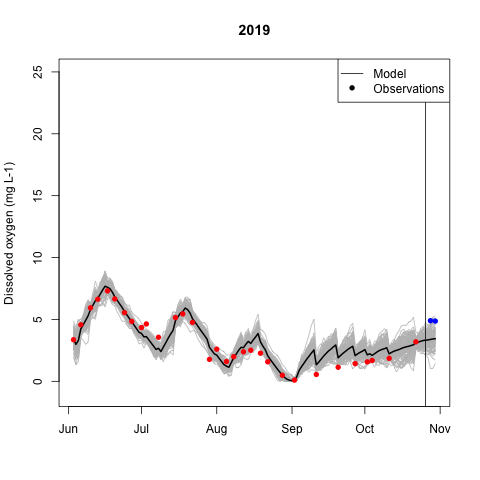 2019
Model
Observations
Dissolved oxygen (mg L-1)
25
20
15
10
5
0
Jun Jul Aug Sep Oct Nov